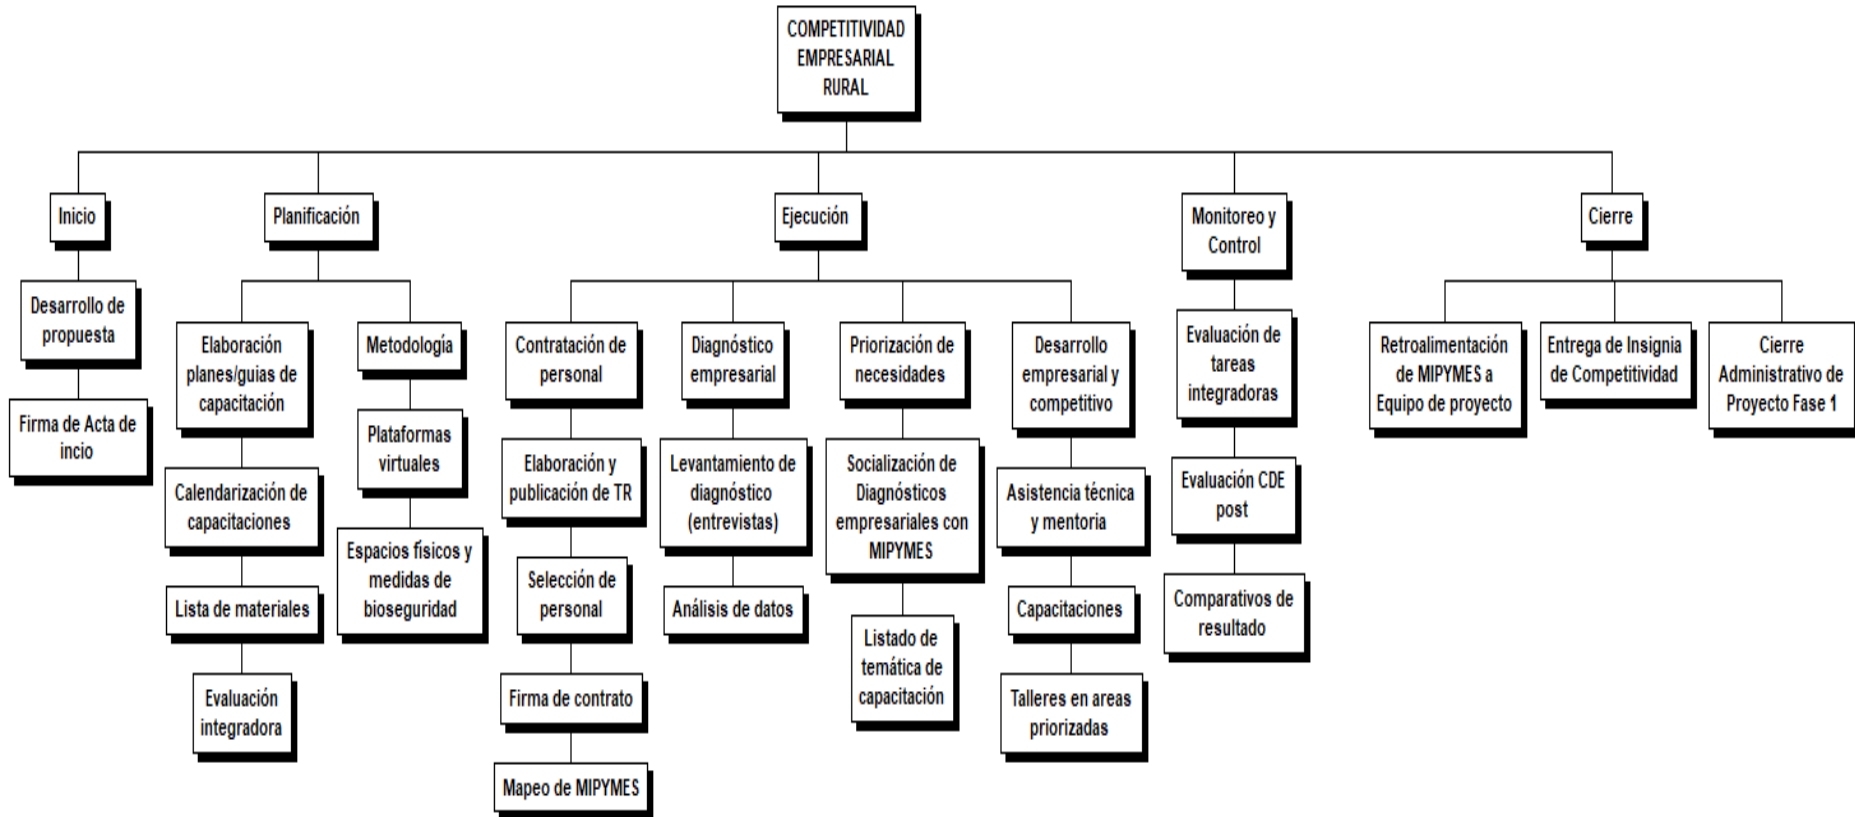 COMPETITIVIDAD
EMPRESARIAL
RURAL
Inicio
Desarrollo de
propuesta
Firma de Acta de
incio
Planificación
Elaboración
planes/guias de
capacitación
Calendarización de
capacitaciones
Lista de materiales
Evaluación
integradora
Metodología
Plataformas
virtuales
Espacios físicos y
medidas de
bioseguridad
Ejecución
Contratación de
personal
Elaboración y
publicación de TR
Selección de
personal
Firma de contrato
Mapeo de MIPYMES
Diagnóstico
empresarial
Levantamiento de
diagnóstico
(entrevistas)
Análisis de datos
Priorización de
necesidades
Socialización de
Diagnósticos
empresariales con
MIPYMES
Listado de
temática de
capacitación
Desarrollo
empresarial y
competitivo
Asistencia técnica
y mentoria
Capacitaciones
Talleres en areas
priorizadas
Monitoreo y
Control
Evaluación de
tareas
integradoras
Evaluación CDE
post
Comparativos de
resultado
Cierre
Retroalimentación
de MIPYMES a
Equipo de proyecto
Entrega de Insignia
de Competitividad
Cierre
Administrativo de
Proyecto Fase 1